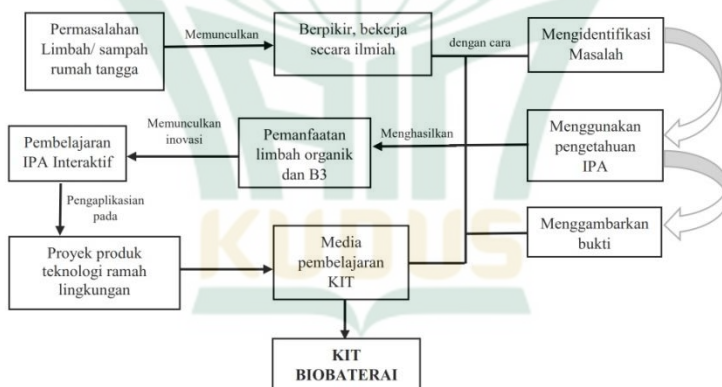 Permasalahan
Limbah/ sampah
rumah tangga
Memunculkan
Berpikir, bekerja
secara ilmiah
dengan cara
Mengidentifikasi
Masalah
Pembelajaran
IPA Interaktif
Memunculkan
inovasi
Pemanfaatan
limbah organik
dan B3
Menghasilkan
Menggunakan
pengetahuan
IPA
Pengaplikasian
pada
Proyek produk
teknologi ramah
lingkungan
Media
pembelajaran
KIT
Menggambarkan
bukti
KUDUS
KIT
BIOBATERAI